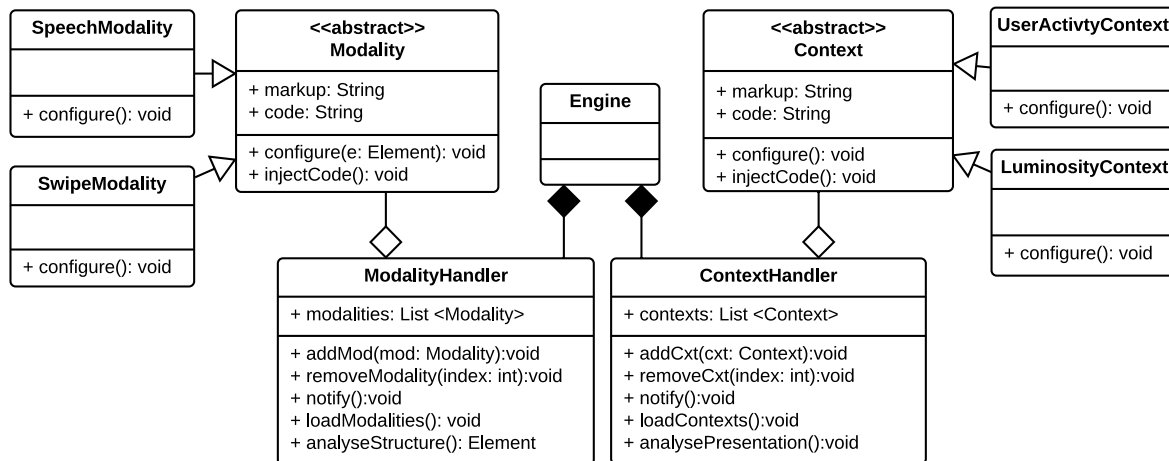 SpeechModality
+ configure(): void
SwipeModality
+ configure(): void
<<abstract>>
Modality
+ markup: String
+ code: String
+ configure(e: Element): void
+ injectCode(): void
Engine
<<abstract>>
Context
+ markup: String
+ code: String
+ configure(): void
+ injectCode(): void
UserActivtyContext
+ configure(): void
LuminosityContext
+ configure(): void
ModalityHandler
+ modalities: List <Modality>
+ addMod(mod: Modality):void
+ removeModality(index: int):void
+ notify():void
+ loadModalities(): void
+ analyseStructure(): Element
ContextHandler
+ contexts: List <Context>
+ addCxt(cxt: Context):void
+ removeCxt(index: int):void
+ notify():void
+ loadContexts():void
+ analysePresentation():void